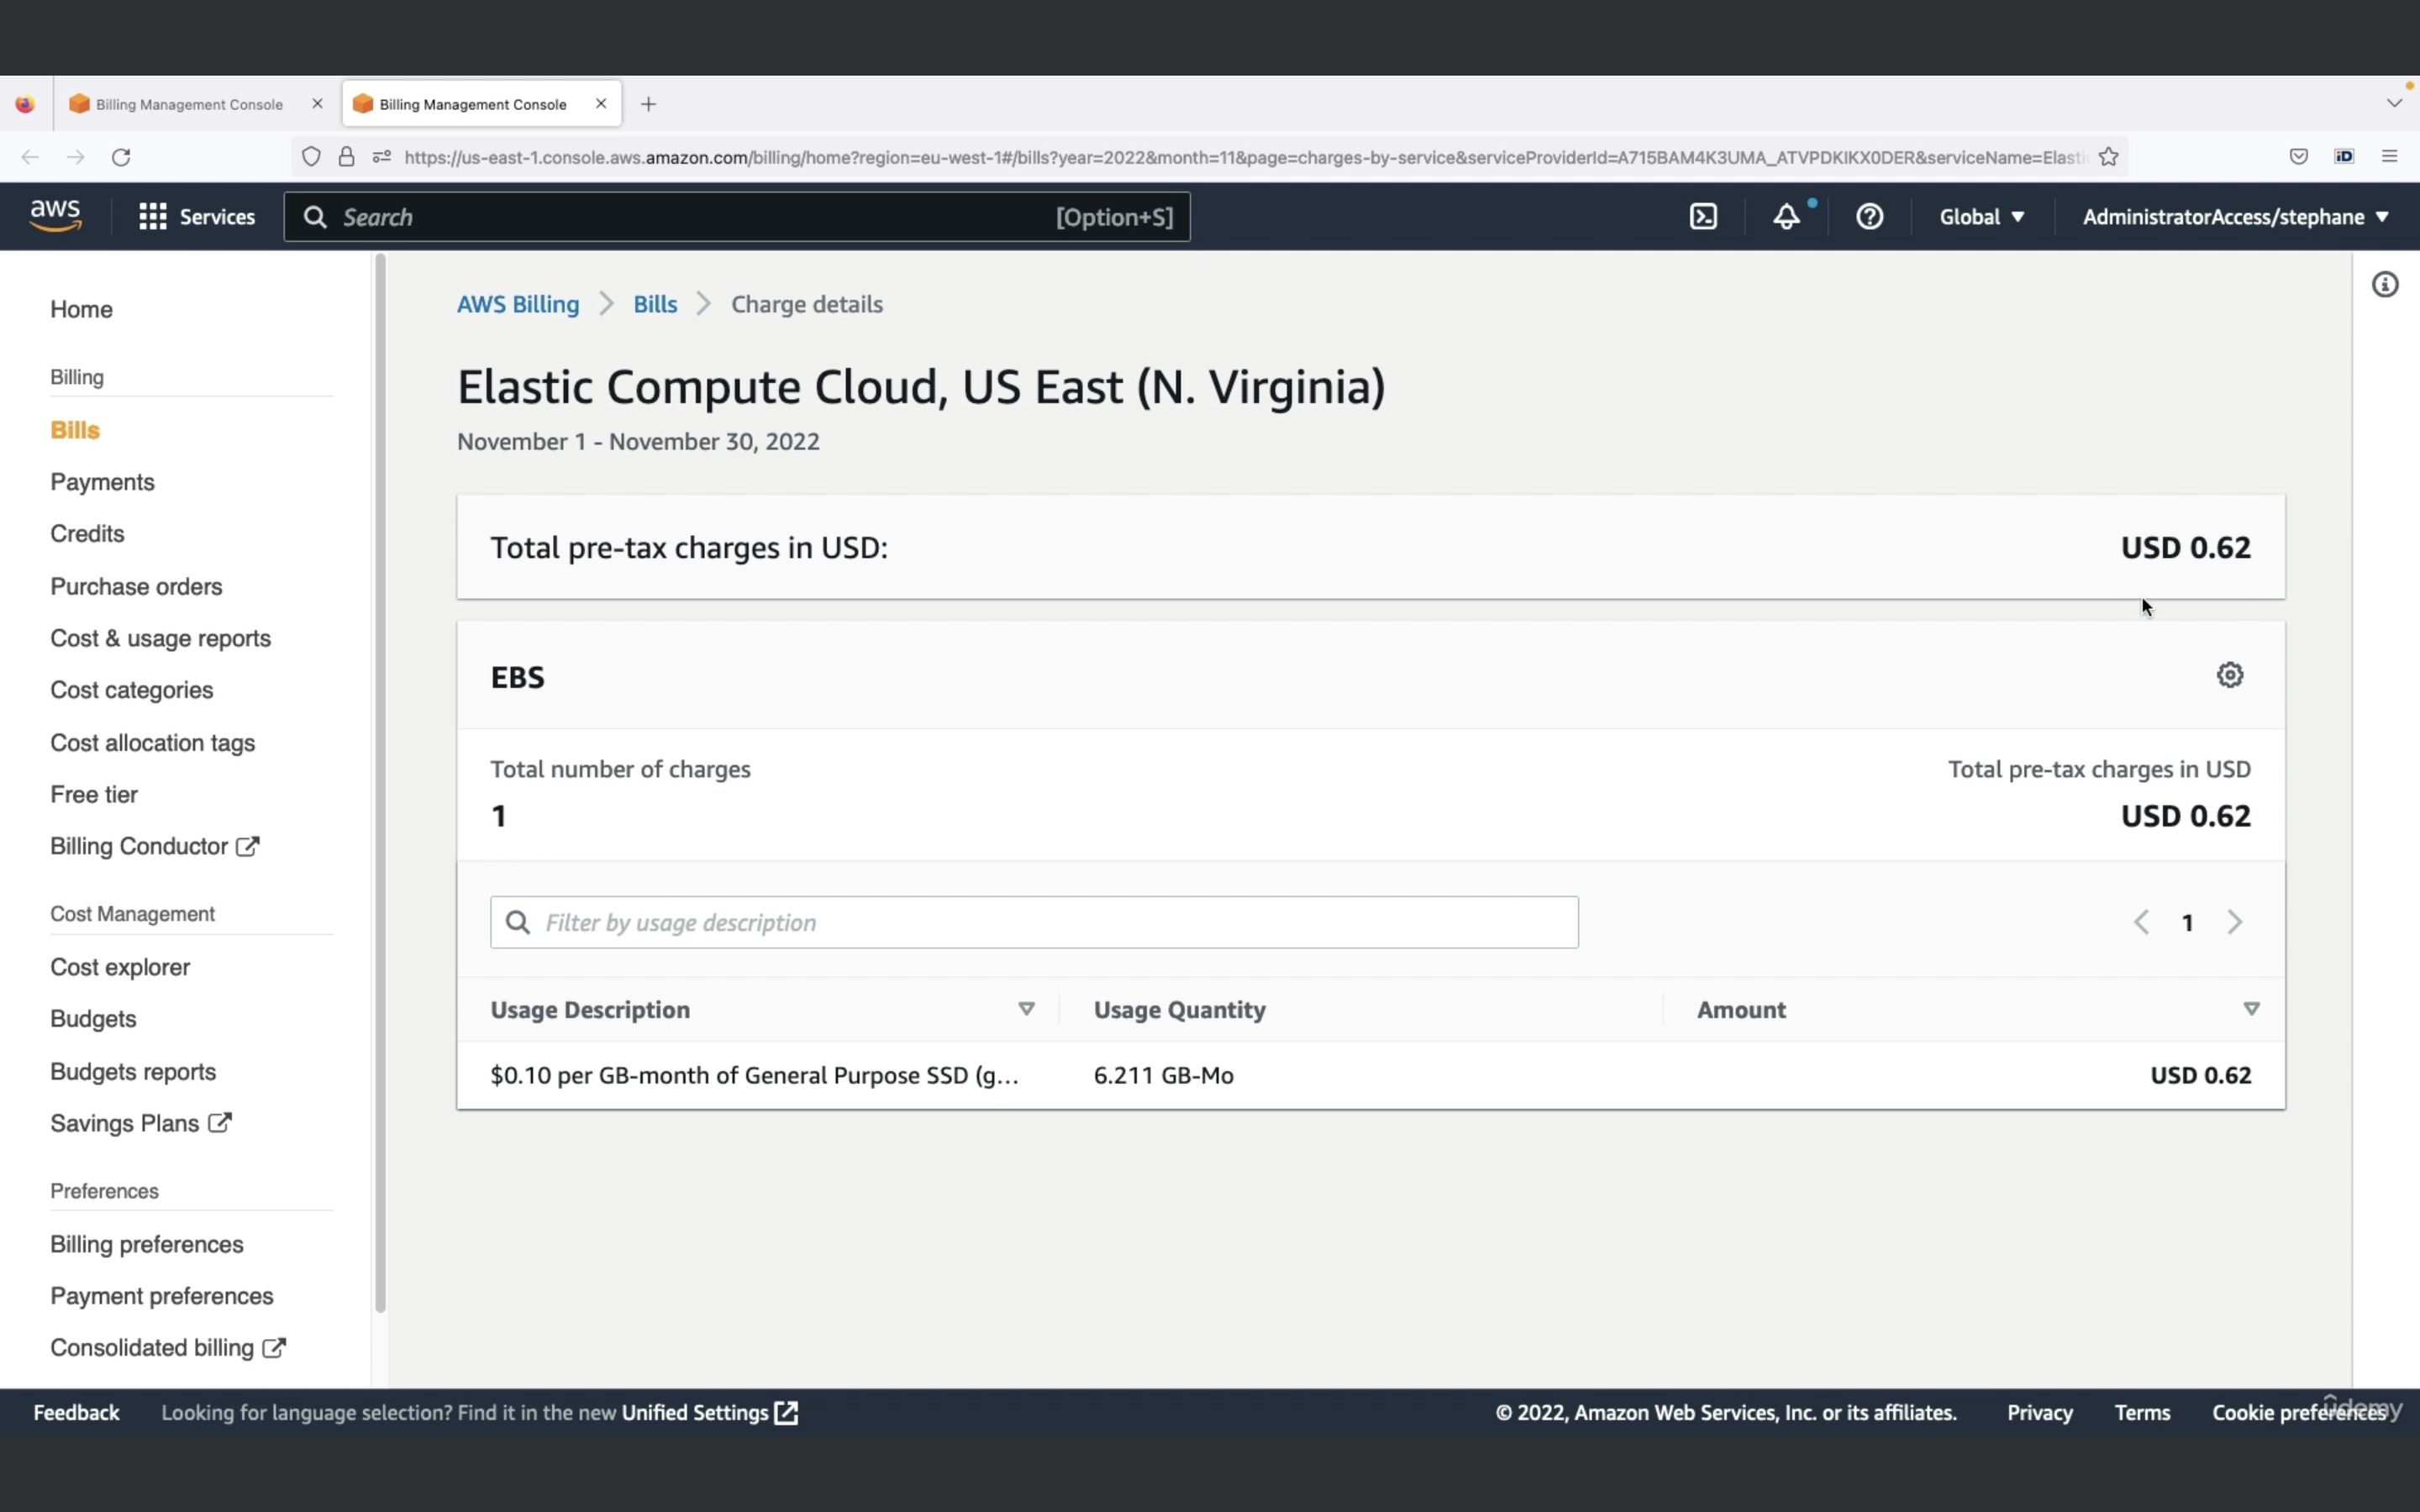 Billing Management Console
Billing Management Console
https://us-east-1.console.aws.amazon.com/billing/home?region=eu-west-1#/bills?year=2022&month=11&page=charges-by-service&serviceProviderId=A715BAM4K3UMA_ATVPDKIKX0DER&serviceName=Elasti
aws Services Search [Option+S] Global AdministratorAccess/stephane
Home
Billing
Bills
Payments
Credits
Purchase orders
Cost & usage reports
Cost categories
Cost allocation tags
Free tier
Billing Conductor
Cost Management
Cost explorer
Budgets
Budgets reports
Savings Plans
Preferences
Billing preferences
Payment preferences
Consolidated billing
AWS Billing Bills Charge details
Elastic Compute Cloud, US East (N. Virginia)
November 1 - November 30, 2022
Total pre-tax charges in USD: USD 0.62
EBS
Total number of charges Total pre-tax charges in USD
1 USD 0.62
Filter by usage description 1
Usage Description Usage Quantity Amount
$0.10 per GB-month of General Purpose SSD (g... 6.211 GB-Mo USD 0.62
Feedback Looking for language selection? Find it in the new Unified Settings © 2022, Amazon Web Services, Inc. or its affiliates. Privacy Terms Cookie preferences
udemy